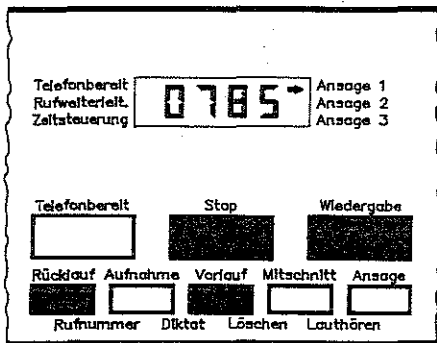 Telefonbereit 0785 Ansage 1
Rufweiterleit. Ansage 2
Zeitsteuerung Ansage 3
Telefonbereit Stop Wiedergabe
Rücklauf Aufnahme Vorlauf Mitschnitt Ansage
Rufnummer Diktat Löschen Lauthören